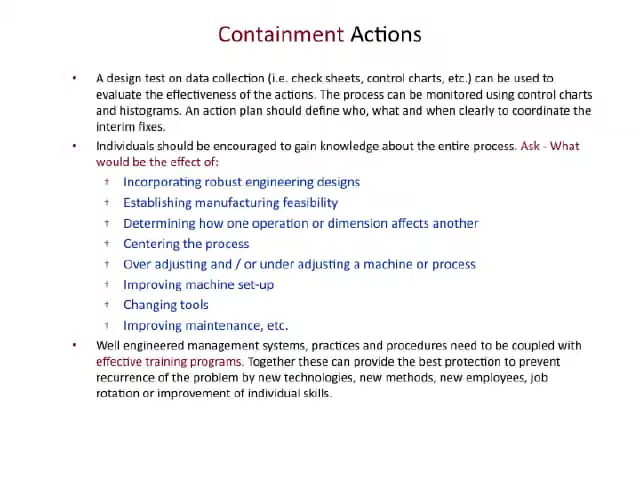 Containment Actions
• A design test on data collection (i.e. check sheets, control charts, etc.) can be used to
evaluate the effectiveness of the actions. The process can be monitored using control charts
and histograms. An action plan should define who, what and when clearly to coordinate the
interim fixes.
• Individuals should be encouraged to gain knowledge about the entire process. Ask - What
would be the effect of:
† Incorporating robust engineering designs
† Establishing manufacturing feasibility
† Determining how one operation or dimension affects another
† Centering the process
† Over adjusting and / or under adjusting a machine or process
† Improving machine set-up
† Changing tools
† Improving maintenance, etc.
• Well engineered management systems, practices and procedures need to be coupled with
effective training programs. Together these can provide the best protection to prevent
recurrence of the problem by new technologies, new methods, new employees, job
rotation or improvement of individual skills.